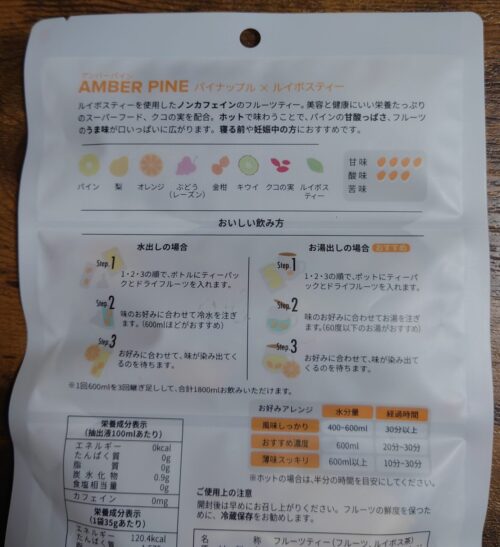 アンバーパイン
AMBER PINE パイナップル × ルイボスティー
ルイボスティーを使用したノンカフェインのフルーツティー。美容と健康にいい栄養たっぷり
のスーパーフード、クコの実を配合。ホットで味わうことで、パインの甘酸っぱさ、フルーツ
のうま味が口いっぱいに広がります。寝る前や妊娠中の方におすすめです。
パイン 梨 オレンジ ぶどう 金柑 キウイ クコの実 ルイボス
(レーズン) ティー
甘味
酸味
苦味
おいしい飲み方
水出しの場合
Step.1
1・2・3の順で、ボトルにティーパッ
クとドライフルーツを入れます。
Step.2
味のお好みに合わせて冷水を注ぎ
ます。(600mlほどがおすすめ)
Step.3
お好みに合わせて、味が染み出てく
るのを待ちます。
お湯出しの場合 おすすめ
Step.1
1・2・3の順で、ポットにティーパッ
クとドライフルーツを入れます。
Step.2
味のお好みに合わせてお湯を注ぎ
ます。(60度以下のお湯がおすすめ)
Step.3
お好みに合わせて、味が染み出てく
るのを待ちます。
※1回600mlを3回継ぎ足しして、合計1800mlお飲みいただけます。
お好みアレンジ 水分量 経過時間
風味しっかり 400~600ml 30分以上
おすすめ濃度 600ml 20分~30分
薄味スッキリ 600ml以上 10分~30分
※ホットの場合は、半分の時間を目安にしてください。
栄養成分表示
(抽出液100mlあたり)
エネルギー 0kcal
たんぱく質 0g
脂質 0g
炭水化物 0.9g
食塩相当量 0g
カフェイン 0mg
栄養成分表示
(1袋35gあたり)
エネルギー 120.4kcal
たんぱく質
ご使用上の注意
開封後は早めにお召し上がりください。フルーツの鮮度を保つた
めに、冷蔵保存をお勧めします。
名称 フルーツティー(フルーツ、ルイボス茶)